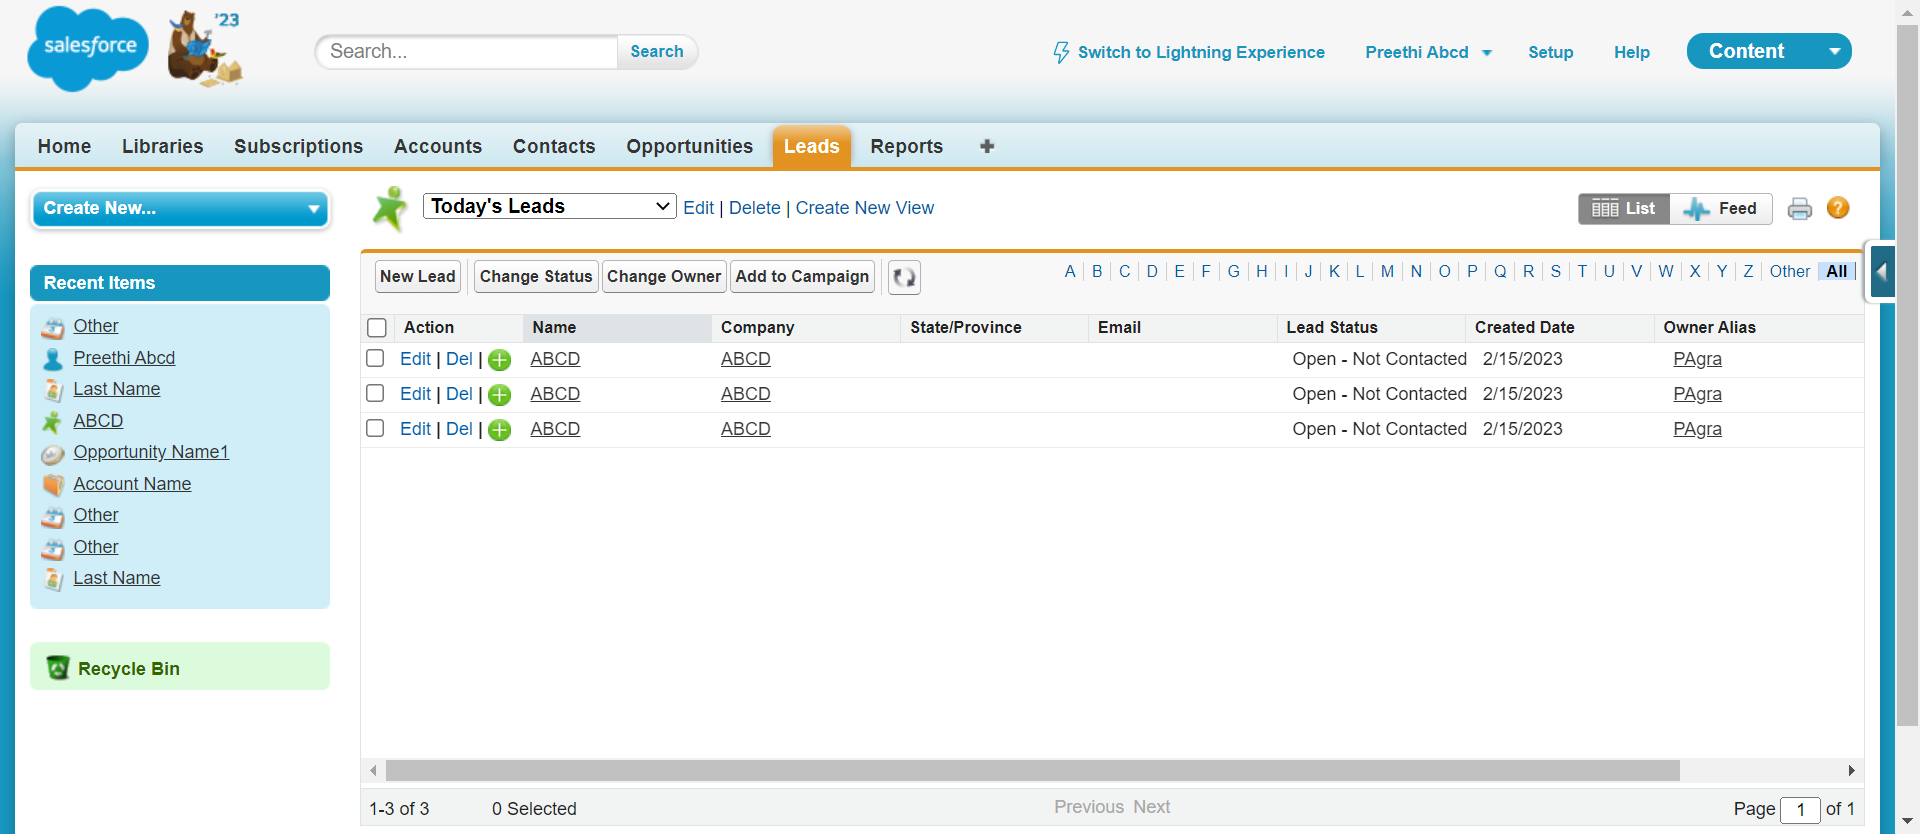 salesforce
'23
Search...
Search
Switch to Lightning Experience
Preethi Abcd
Setup
Help
Content
Home Libraries Subscriptions Accounts Contacts Opportunities Leads Reports
Create New...
Recent Items
Other
Preethi Abcd
Last Name
ABCD
Opportunity Name1
Account Name
Other
Other
Last Name
Recycle Bin
Today's Leads
Edit | Delete | Create New View
List
Feed
New Lead Change Status Change Owner Add to Campaign
A B C D E F G H I J K L M N O P Q R S T U V W X Y Z Other All
Action Name Company State/Province Email Lead Status Created Date Owner Alias
Edit | Del | ABCD ABCD Open - Not Contacted 2/15/2023 PAgra
Edit | Del | ABCD ABCD Open - Not Contacted 2/15/2023 PAgra
Edit | Del | ABCD ABCD Open - Not Contacted 2/15/2023 PAgra
1-3 of 3 0 Selected Previous Next Page 1 of 1